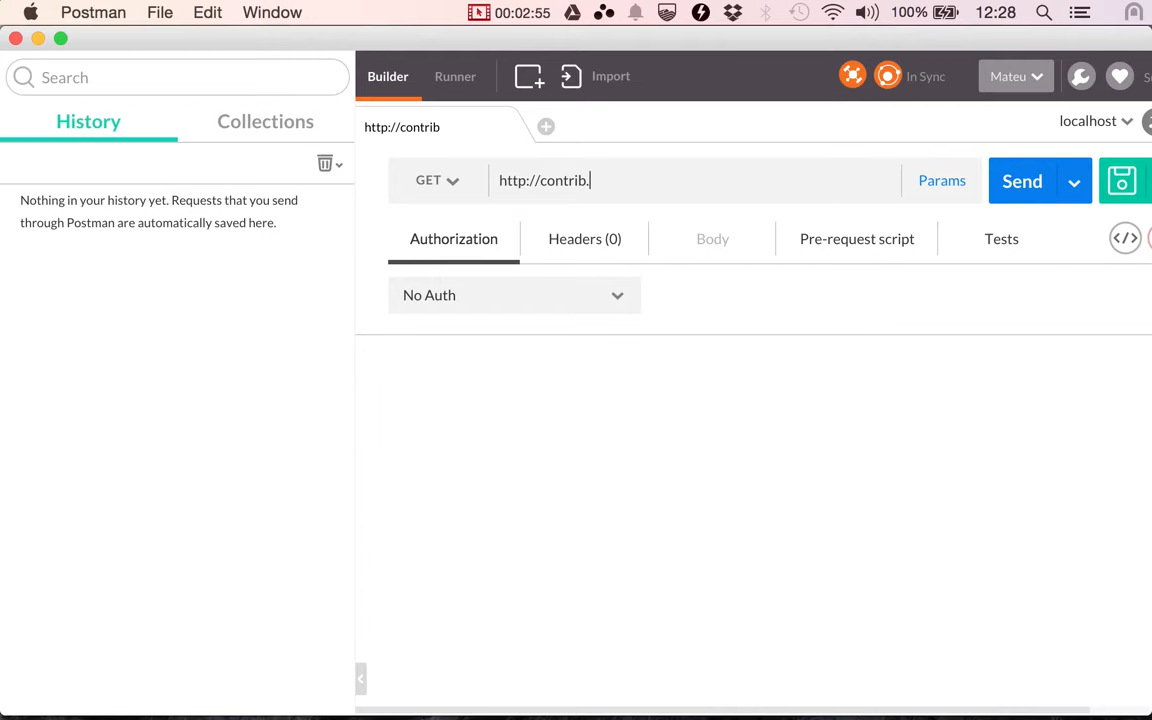 Postman File Edit Window 00:02:55 100% 12:28
Search
Builder Runner Import In Sync Mateu
History Collections
http://contrib localhost
GET http://contrib. Params Send
Nothing in your history yet. Requests that you send
through Postman are automatically saved here.
Authorization Headers (0) Body Pre-request script Tests
No Auth